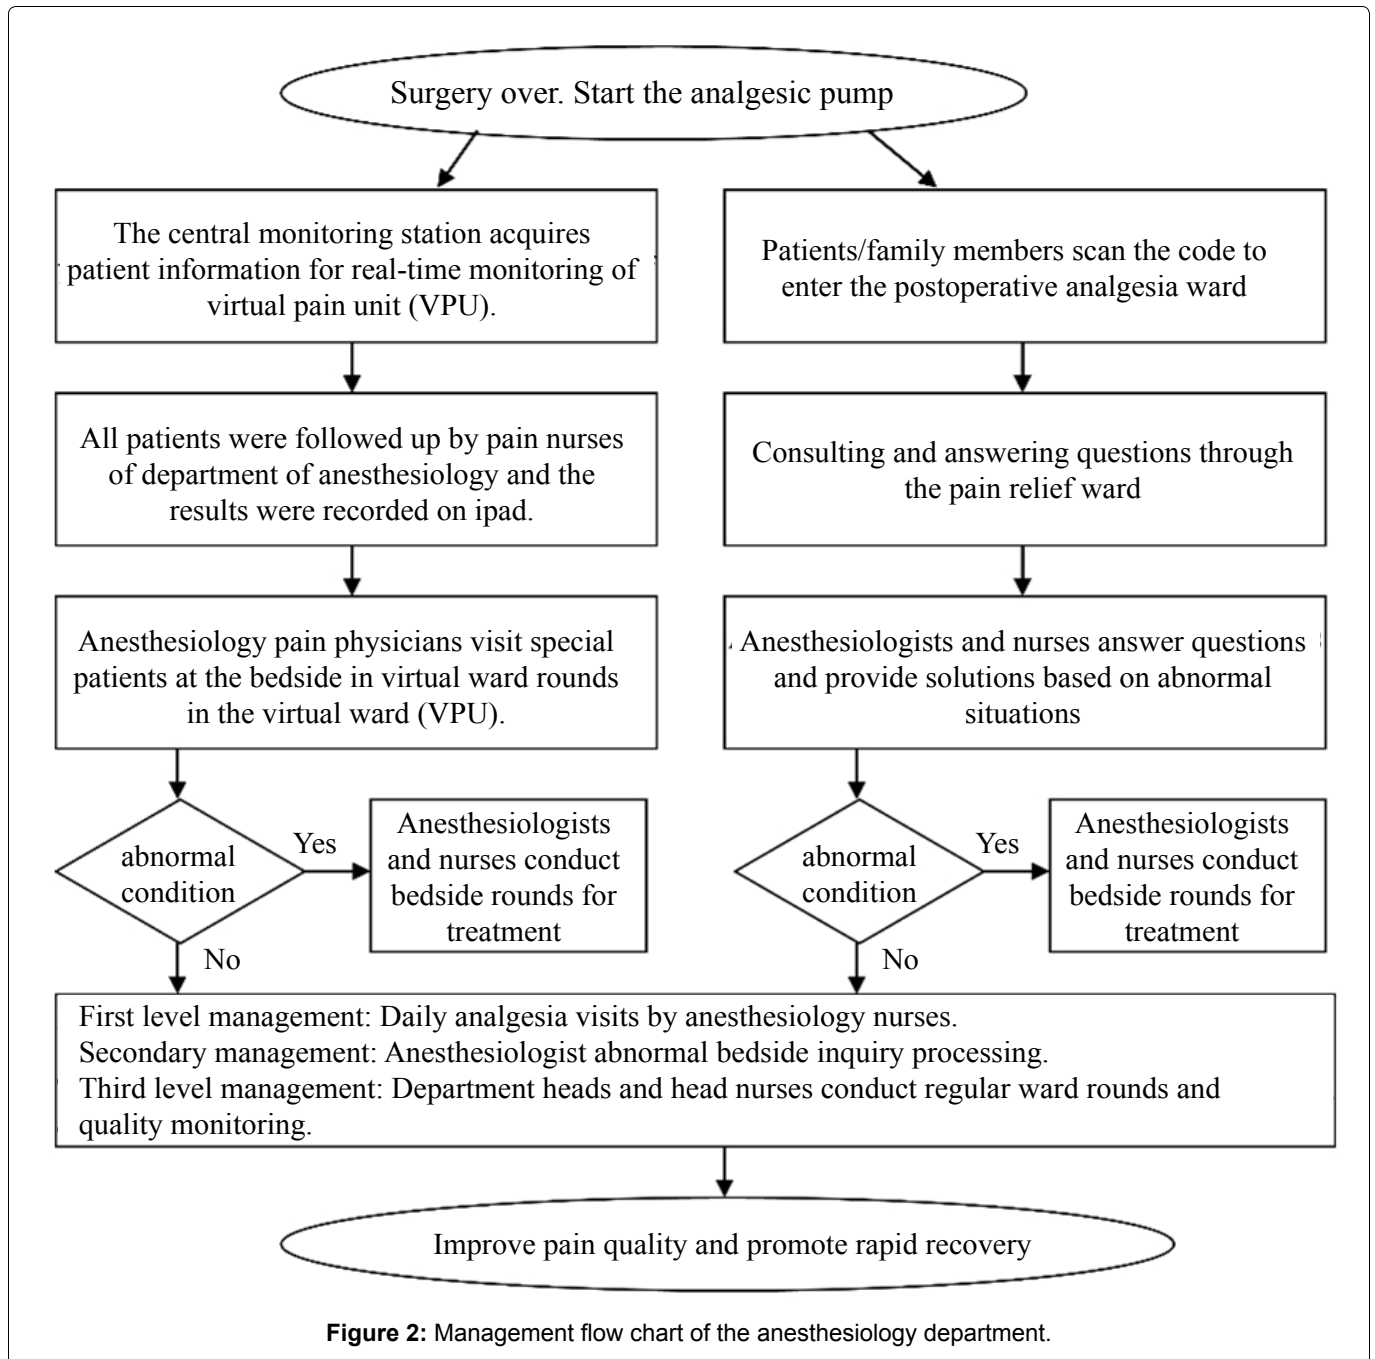 Surgery over. Start the analgesic pump
The central monitoring station acquires
patient information for real-time monitoring of
virtual pain unit (VPU).
Patients/family members scan the code to
enter the postoperative analgesia ward
All patients were followed up by pain nurses
of department of anesthesiology and the
results were recorded on ipad.
Consulting and answering questions through
the pain relief ward
Anesthesiology pain physicians visit special
patients at the bedside in virtual ward rounds
in the virtual ward (VPU).
Anesthesiologists and nurses answer questions
and provide solutions based on abnormal
situations
abnormal
condition
Yes
Anesthesiologists
and nurses conduct
bedside rounds for
treatment
No
abnormal
condition
Yes
Anesthesiologists
and nurses conduct
bedside rounds for
treatment
No
First level management: Daily analgesia visits by anesthesiology nurses.
Secondary management: Anesthesiologist abnormal bedside inquiry processing.
Third level management: Department heads and head nurses conduct regular ward rounds and
quality monitoring.
Improve pain quality and promote rapid recovery
Figure 2: Management flow chart of the anesthesiology department.